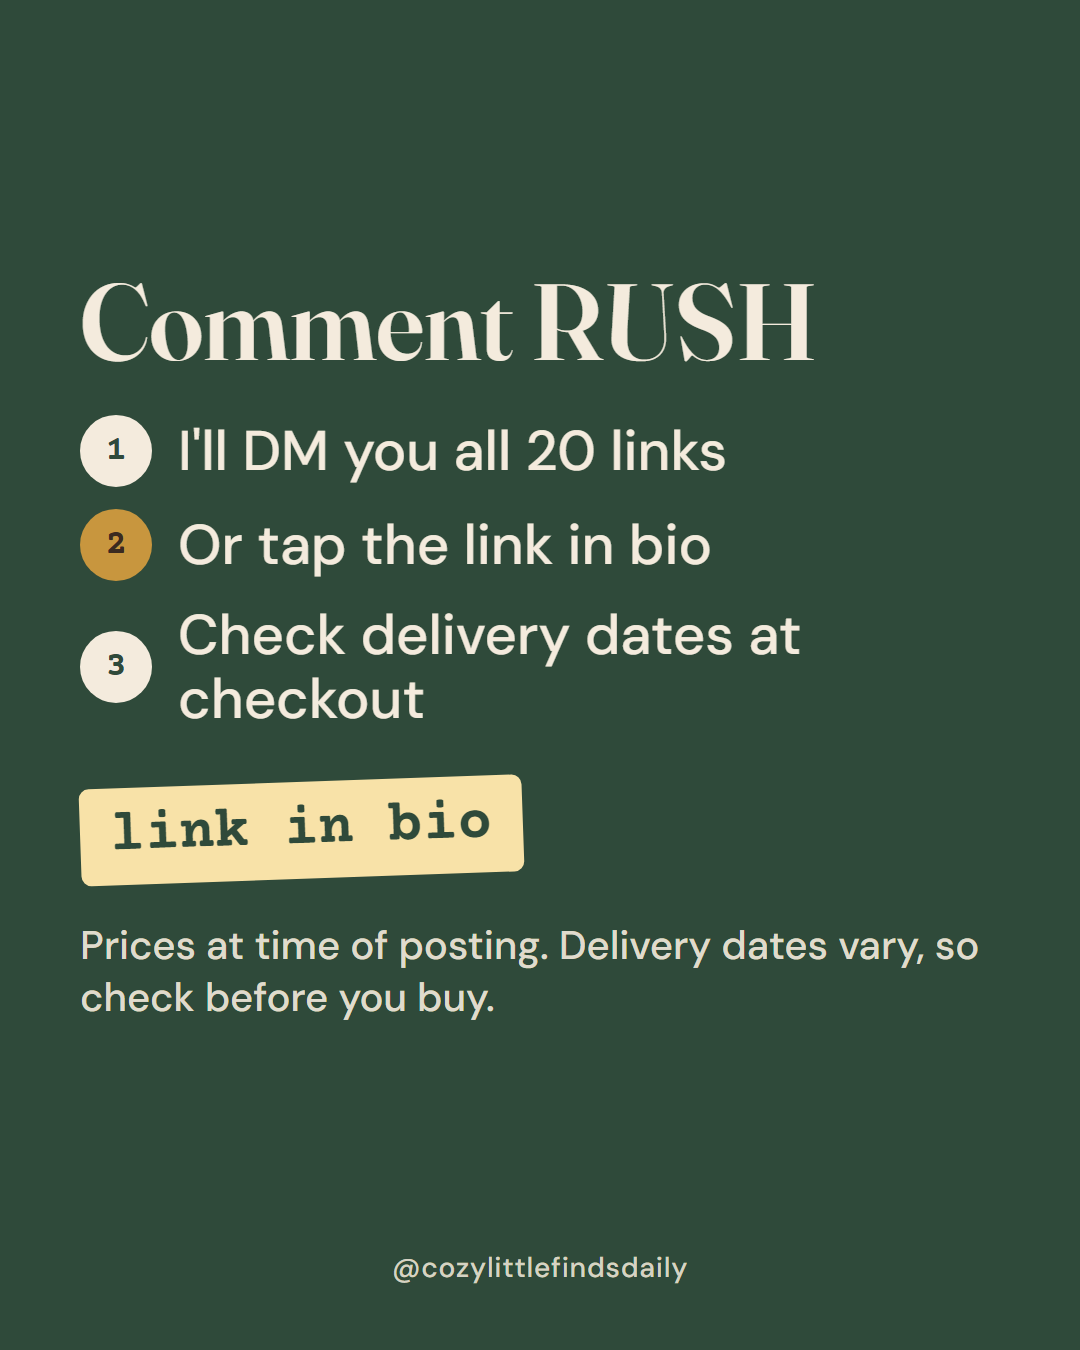 Comment RUSH
1 I'll DM you all 20 links
2 Or tap the link in bio
3 Check delivery dates at
checkout
link in bio
Prices at time of posting. Delivery dates vary, so
check before you buy.
@cozylittlefindsdaily